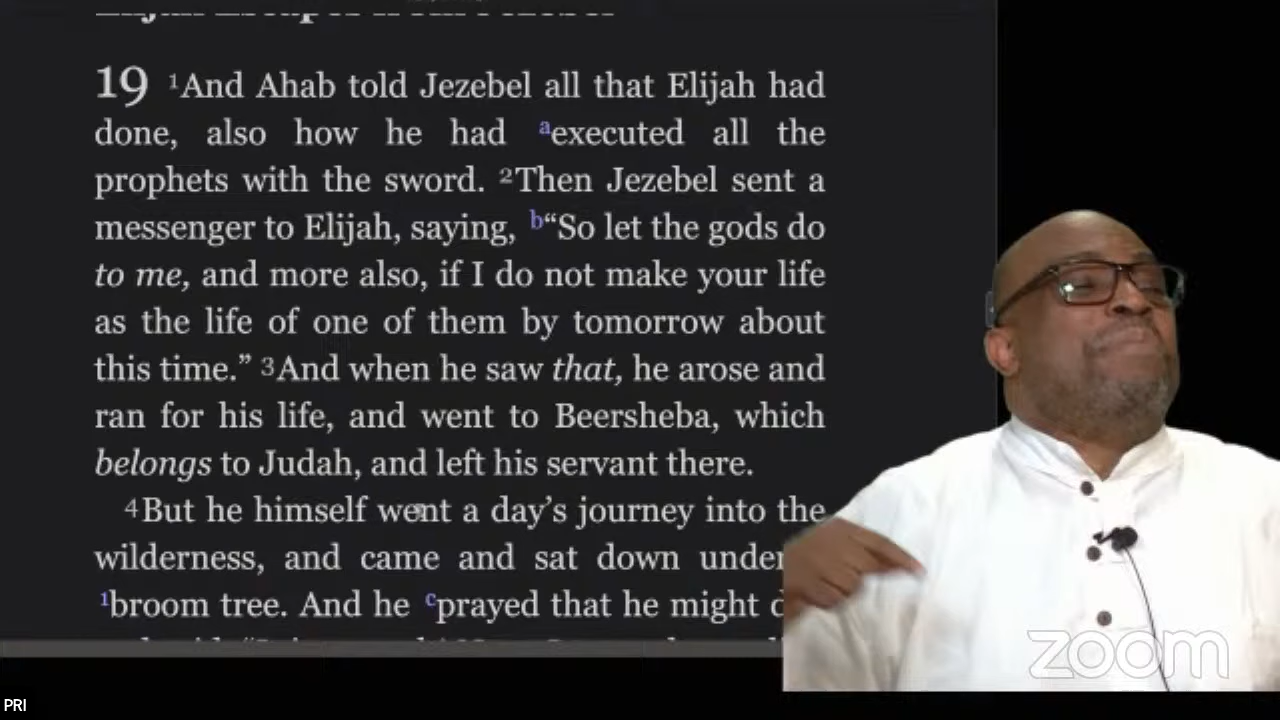 Elijah Escapes from Jezebel
19 1And Ahab told Jezebel all that Elijah had
done, also how he had aexecuted all the
prophets with the sword. 2Then Jezebel sent a
messenger to Elijah, saying, b“So let the gods do
to me, and more also, if I do not make your life
as the life of one of them by tomorrow about
this time.” 3And when he saw that, he arose and
ran for his life, and went to Beersheba, which
belongs to Judah, and left his servant there.
4But he himself went a day’s journey into the
wilderness, and came and sat down under
1broom tree. And he cprayed that he might
zoom
PRI